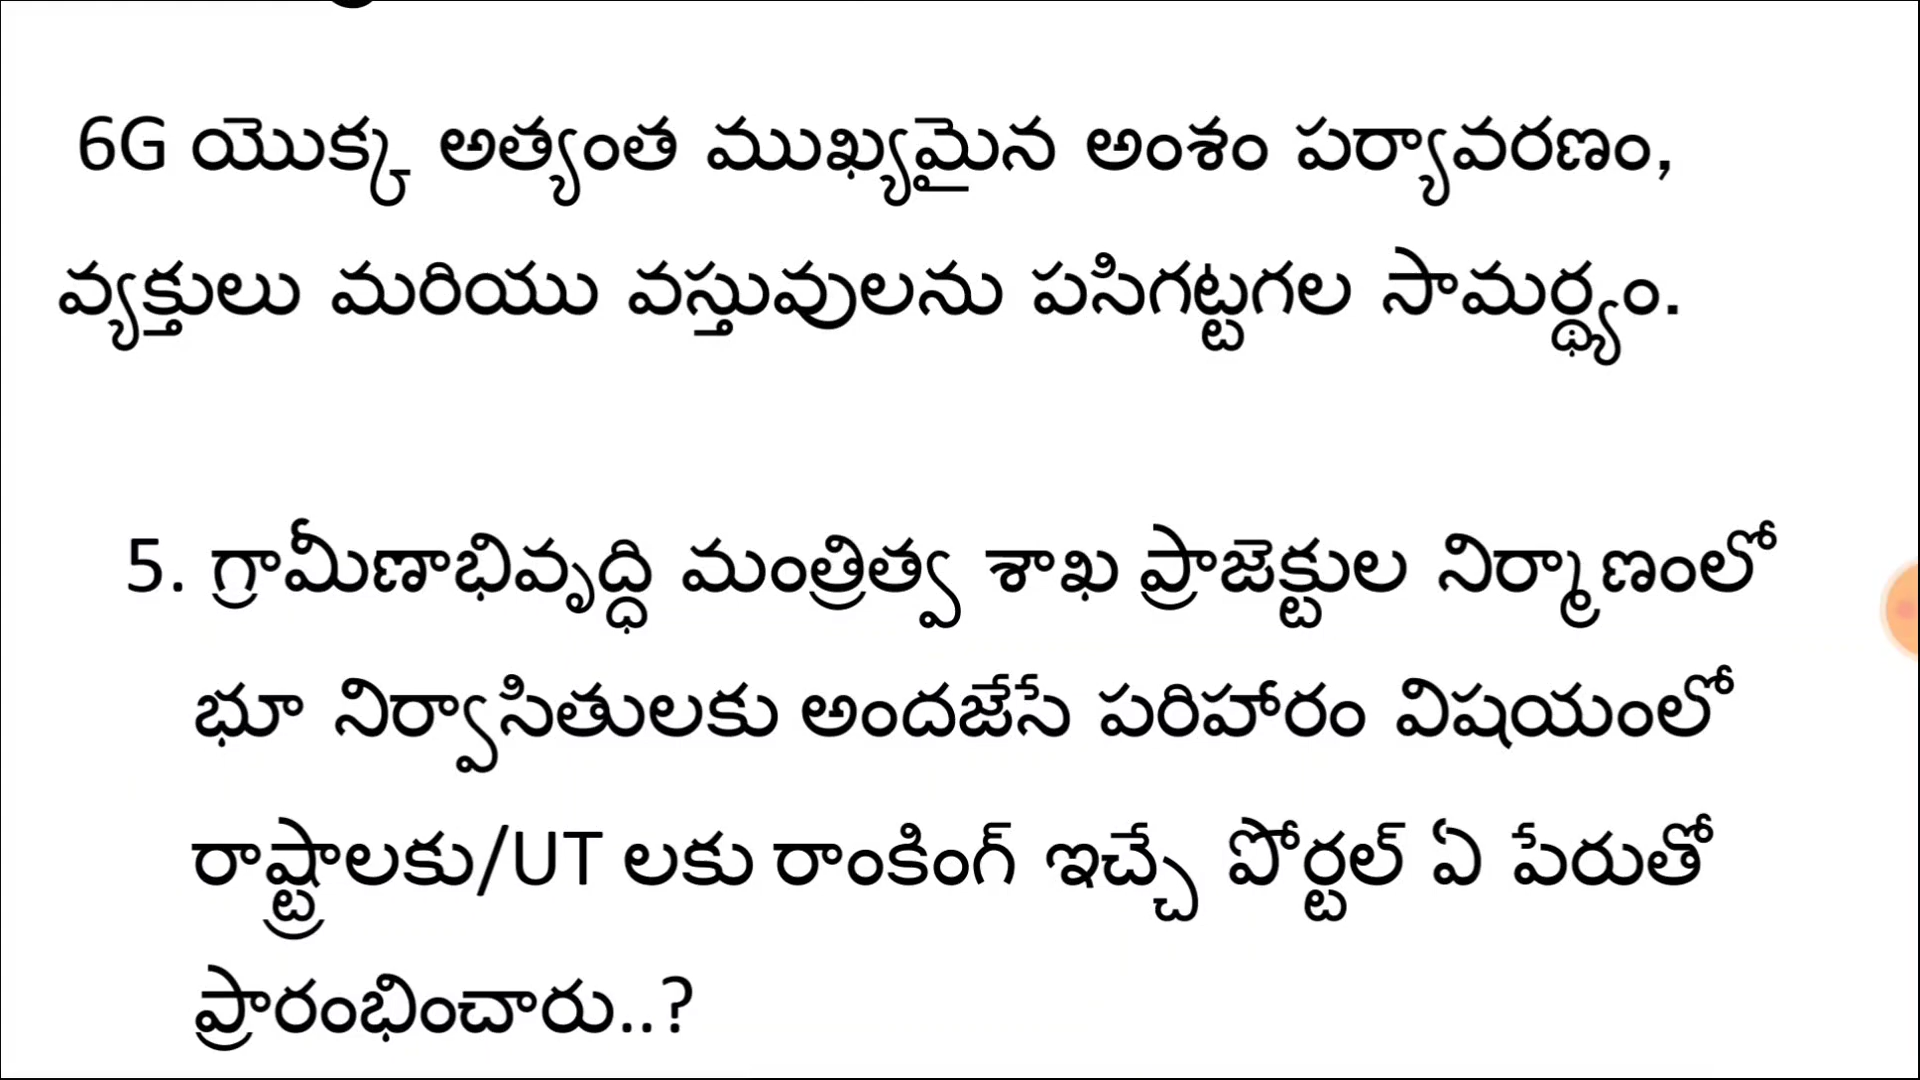 6G యొక్క అత్యంత ముఖ్యమైన అంశం పర్యావరణం,
వ్యక్తులు మరియు వస్తువులను పసిగట్టగల సామర్థ్యం.
5. గ్రామీణాభివృద్ధి మంత్రిత్వ శాఖ ప్రాజెక్టుల నిర్మాణంలో
భూ నిర్వాసితులకు అందజేసే పరిహారం విషయంలో
రాష్ట్రాలకు/UT లకు రాంకింగ్ ఇచ్చే పోర్టల్ ఏ పేరుతో
ప్రారంభించారు..?